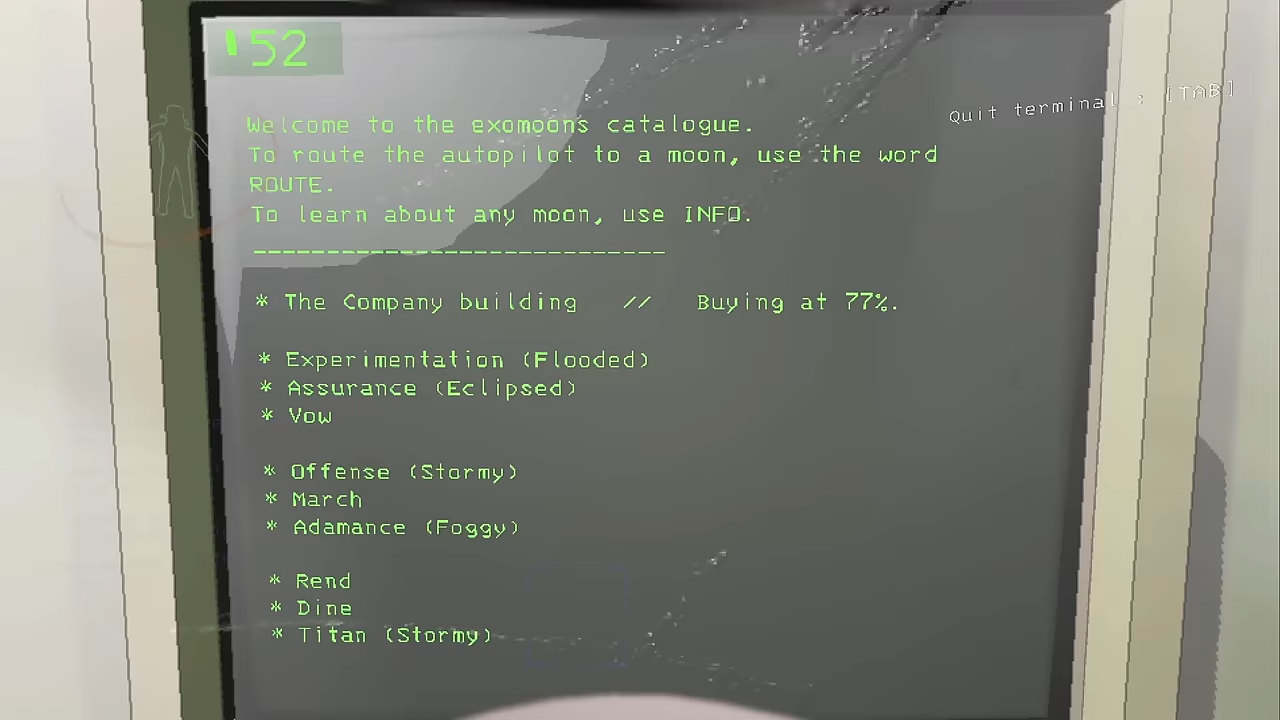 52
Welcome to the exomoons catalogue.
Quit terminal : [TAB]
To route the autopilot to a moon, use the word
ROUTE.
To learn about any moon, use INFO.
----------------------------
* The Company building // Buying at 77%.
* Experimentation (Flooded)
* Assurance (Eclipsed)
* Vow
* Offense (Stormy)
* March
* Adamance (Foggy)
* Rend
* Dine
* Titan (Stormy)